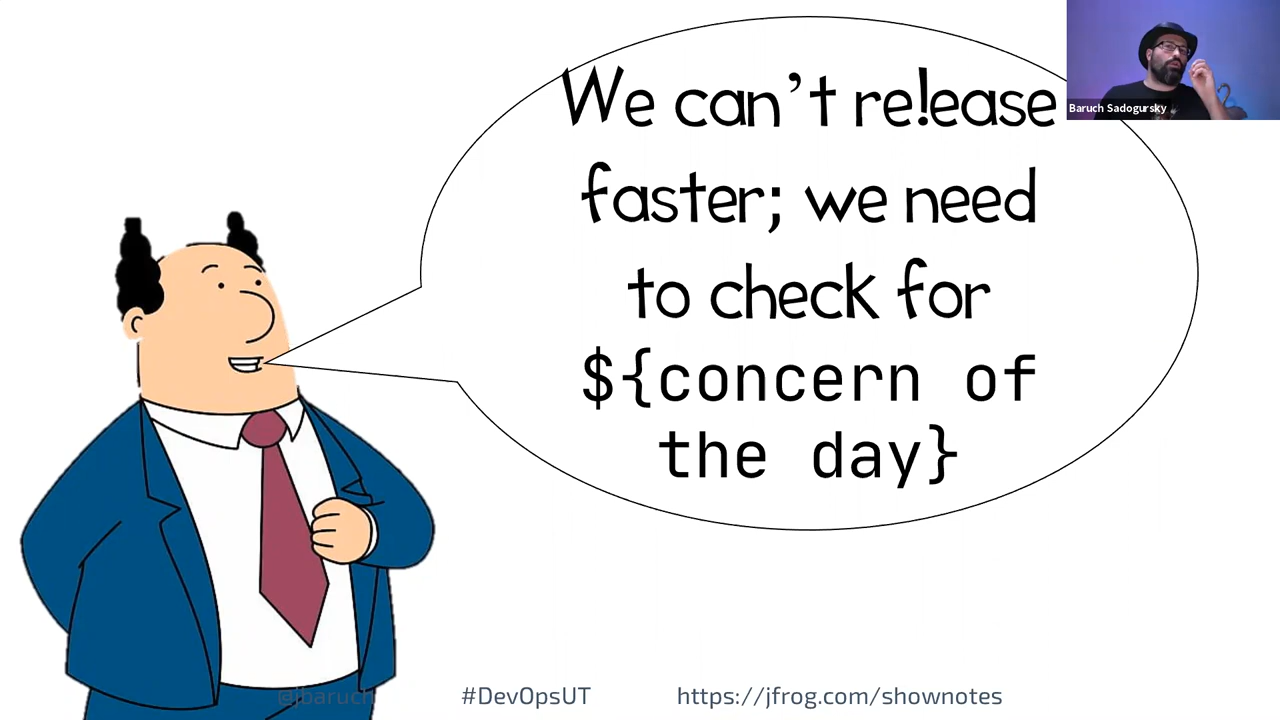 We can't release
faster; we need
to check for
${concern of
the day}
Baruch Sadogursky
@jbaruch
#DevOpsUT
https://jfrog.com/shownotes